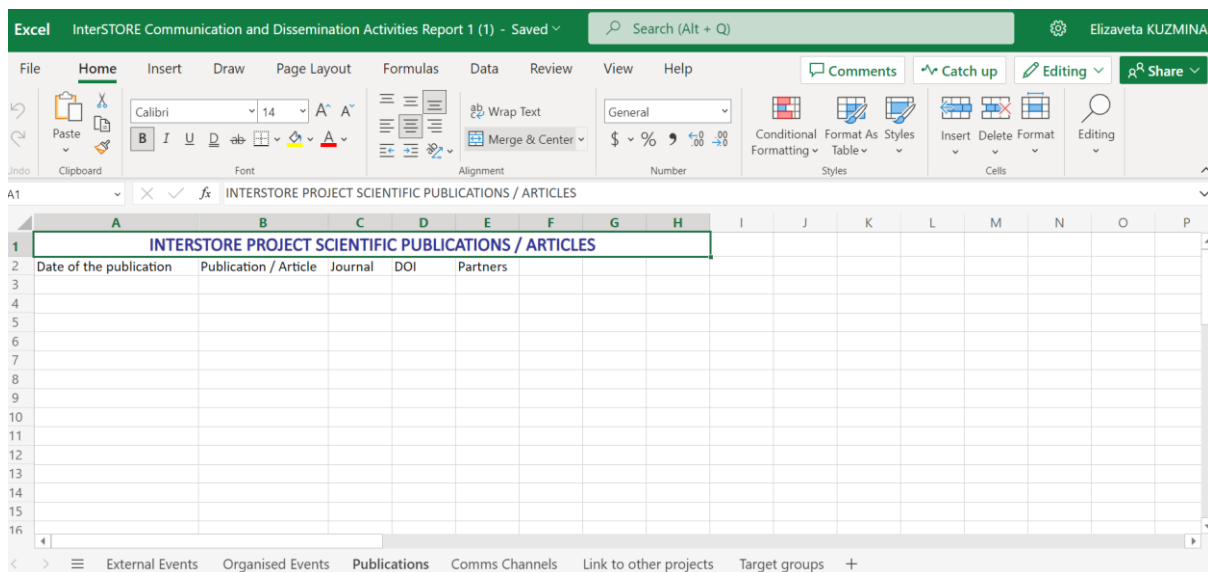 Excel InterSTORE Communication and Dissemination Activities Report 1 (1) - Saved Search (Alt + Q) Elizaveta KUZMINA
File Home Insert Draw Page Layout Formulas Data Review View Help Comments Catch up Editing Share
Calibri 14 A A ab Wrap Text General
Paste B I U D ab A Merge & Center $ % 9 .00 .00 Conditional Formatting Format As Table Styles Insert Delete Format Editing
Undo Clipboard Font Alignment Number Styles Cells
A1 fx INTERSTORE PROJECT SCIENTIFIC PUBLICATIONS / ARTICLES
A B C D E F G H I J K L M N O P
1 INTERSTORE PROJECT SCIENTIFIC PUBLICATIONS / ARTICLES
2 Date of the publication Publication / Article Journal DOI Partners
3
4
5
6
7
8
9
10
11
12
13
14
15
16
External Events Organised Events Publications Comms Channels Link to other projects Target groups +